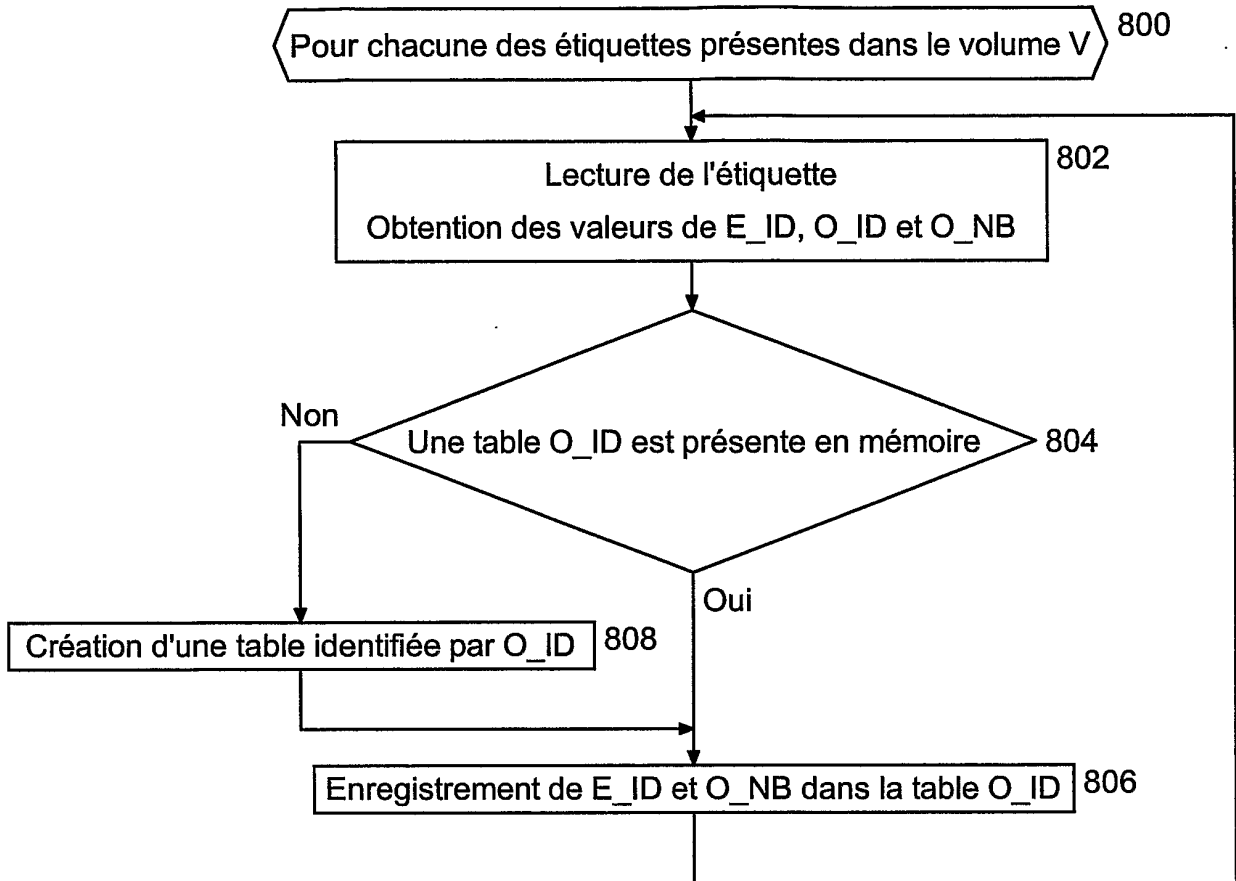 Pour chacune des étiquettes présentes dans le volume V
800
Lecture de l'étiquette
802
Obtention des valeurs de E_ID, O_ID et O_NB
Non
Une table O_ID est présente en mémoire
804
Oui
Création d'une table identifiée par O_ID
808
Enregistrement de E_ID et O_NB dans la table O_ID
806